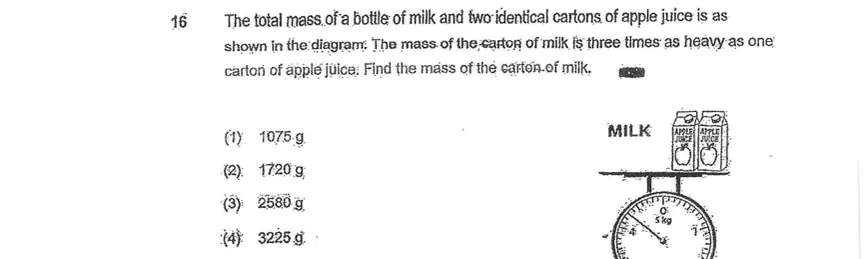 16 The total mass of a bottle of milk and two identical cartons of apple juice is as
shown in the diagram. The mass of the carton of milk is three times as heavy as one
carton of apple juice. Find the mass of the carton of milk.
(1) 1075 g
(2) 1720 g
(3) 2580 g
(4) 3225 g
MILK
APPLE JUICE APPLE JUICE
0
5 kg
4 1